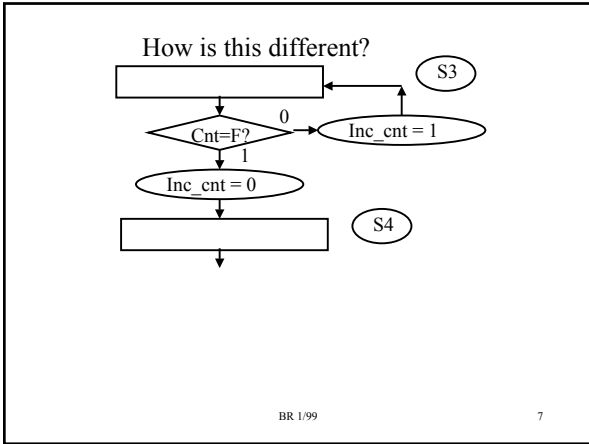 How is this different?
S3
0
Cnt=F?
Inc_cnt = 1
1
Inc_cnt = 0
S4
BR 1/99
7